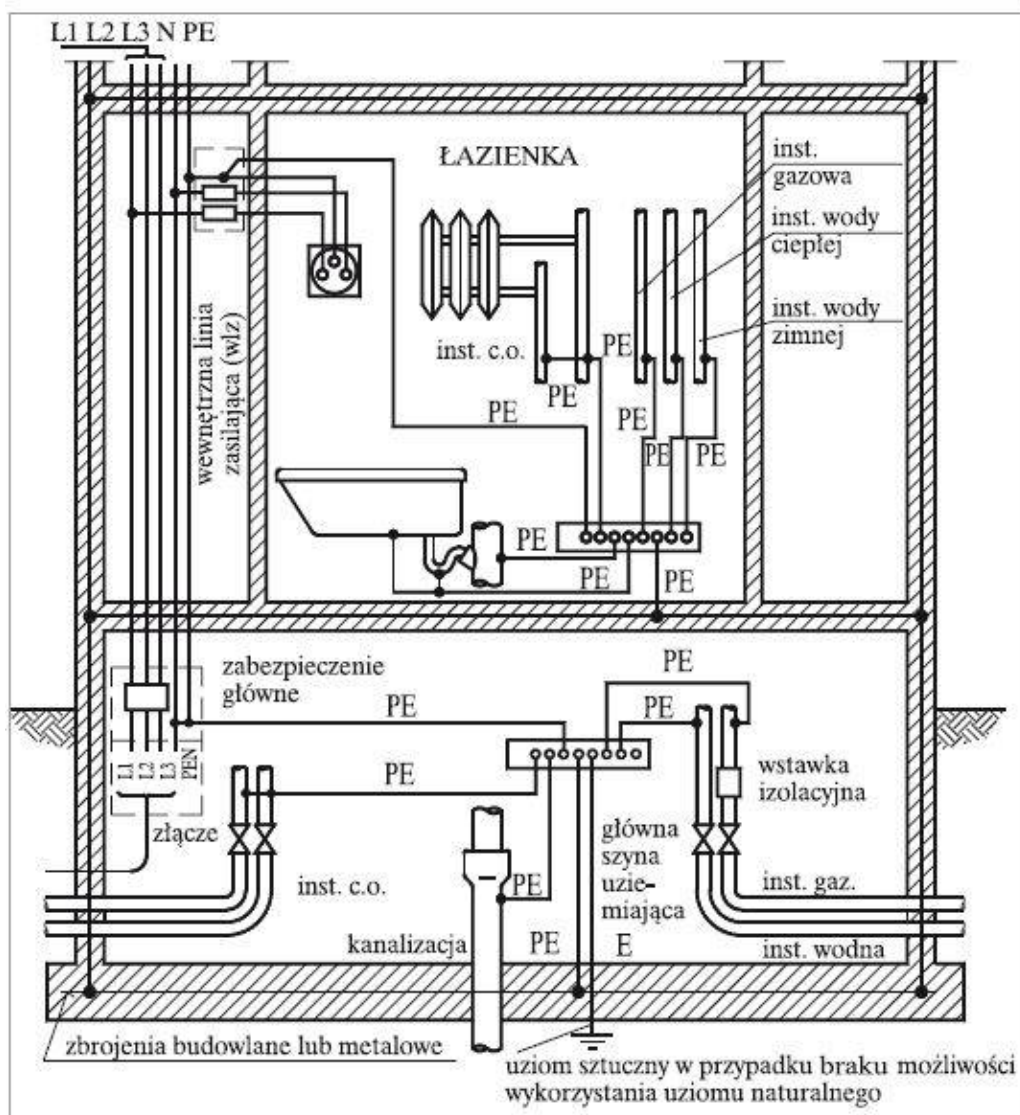 L1 L2 L3 N PE
ŁAZIENKA
inst.
gazowa
inst. wody
ciepłej
inst. wody
zimnej
wewnętrzna linia
zasilająca (wlz)
inst. c.o.
PE
PE
PE
PE
PE
PE
PE
PE
PE
zabezpieczenie
główne
PE
PE
PE
L1
L2
L3
PEN
złącze
PE
wstawka
izolacyjna
główna
szyna
uzie-
miająca
inst. c.o.
PE
inst. gaz.
kanalizacja
PE
E
inst. wodna
zbrojenia budowlane lub metalowe
uziom sztuczny w przypadku braku możliwości
wykorzystania uziomu naturalnego